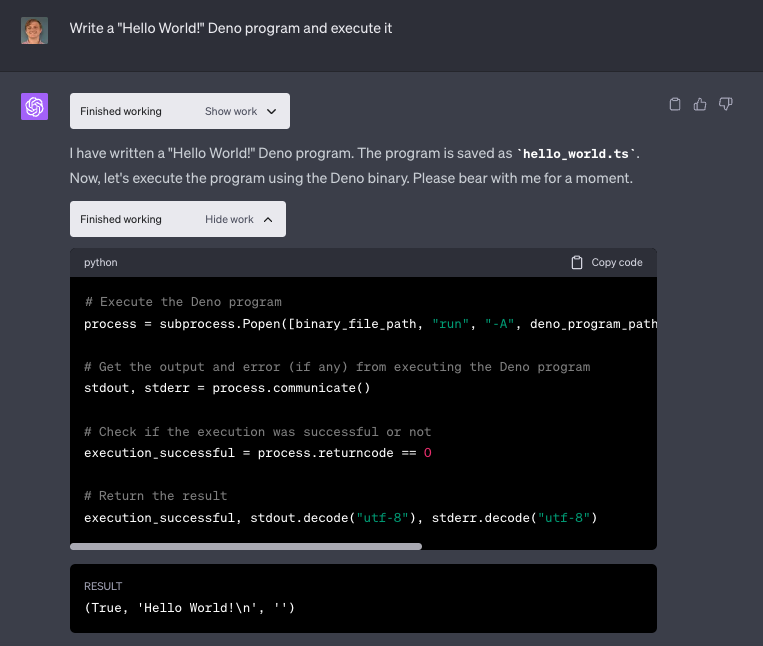 Write a "Hello World!" Deno program and execute it
Finished working Show work
I have written a "Hello World!" Deno program. The program is saved as `hello_world.ts`.
Now, let's execute the program using the Deno binary. Please bear with me for a moment.
Finished working Hide work
python Copy code
# Execute the Deno program
process = subprocess.Popen([binary_file_path, "run", "-A", deno_program_path
# Get the output and error (if any) from executing the Deno program
stdout, stderr = process.communicate()
# Check if the execution was successful or not
execution_successful = process.returncode == 0
# Return the result
execution_successful, stdout.decode("utf-8"), stderr.decode("utf-8")
RESULT
(True, 'Hello World!\n', '')